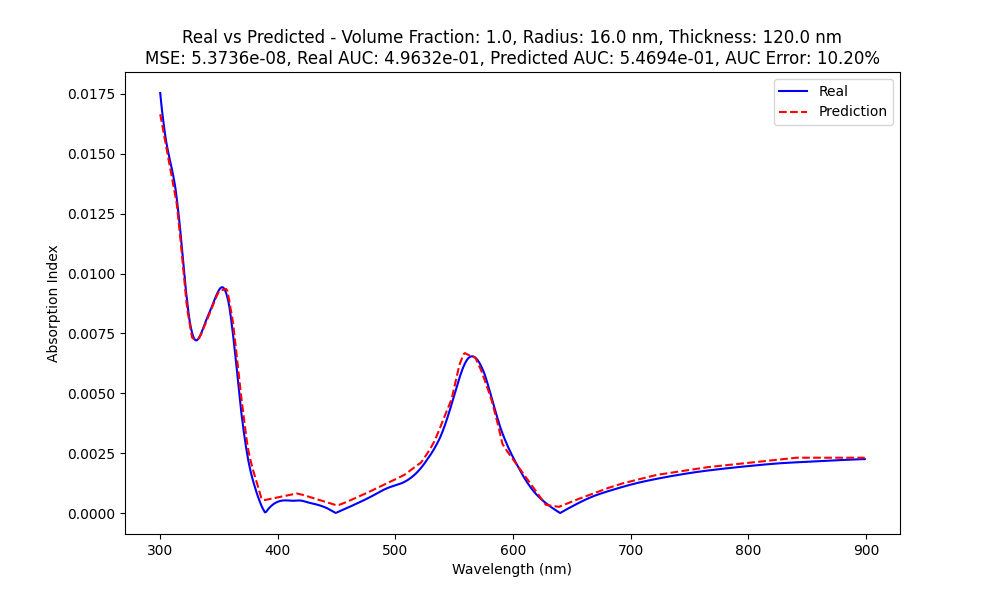 Real vs Predicted - Volume Fraction: 1.0, Radius: 16.0 nm, Thickness: 120.0 nm
MSE: 5.3736e-08, Real AUC: 4.9632e-01, Predicted AUC: 5.4694e-01, AUC Error: 10.20%
Real
Prediction
0.0175
0.0150
0.0125
0.0100
0.0075
0.0050
0.0025
0.0000
Absorption Index
300 400 500 600 700 800 900
Wavelength (nm)